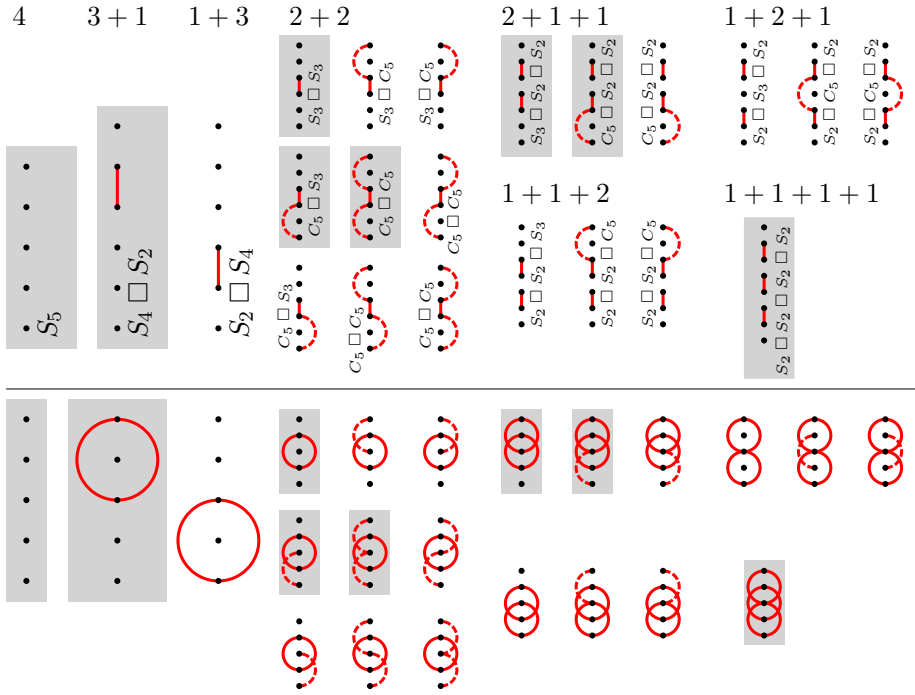 4
3 + 1
1 + 3
2 + 2
2 + 1 + 1
1 + 2 + 1
S₅
S₄ □ S₂
S₂ □ S₄
S₃ □ S₃
S₃ □ C₅
S₃ □ C₅
C₅ □ S₃
C₅ □ C₅
C₅ □ C₅
C₅ □ S₃
C₅ □ C₅
C₅ □ C₅
S₃ □ S₂ □ S₂
C₅ □ S₂ □ S₂
C₅ □ S₂ □ S₂
S₂ □ S₃ □ S₂
S₂ □ C₅ □ S₂
S₂ □ C₅ □ S₂
1 + 1 + 2
1 + 1 + 1 + 1
S₂ □ S₂ □ S₃
S₂ □ S₂ □ C₅
S₂ □ S₂ □ C₅
S₂ □ S₂ □ S₂ □ S₂